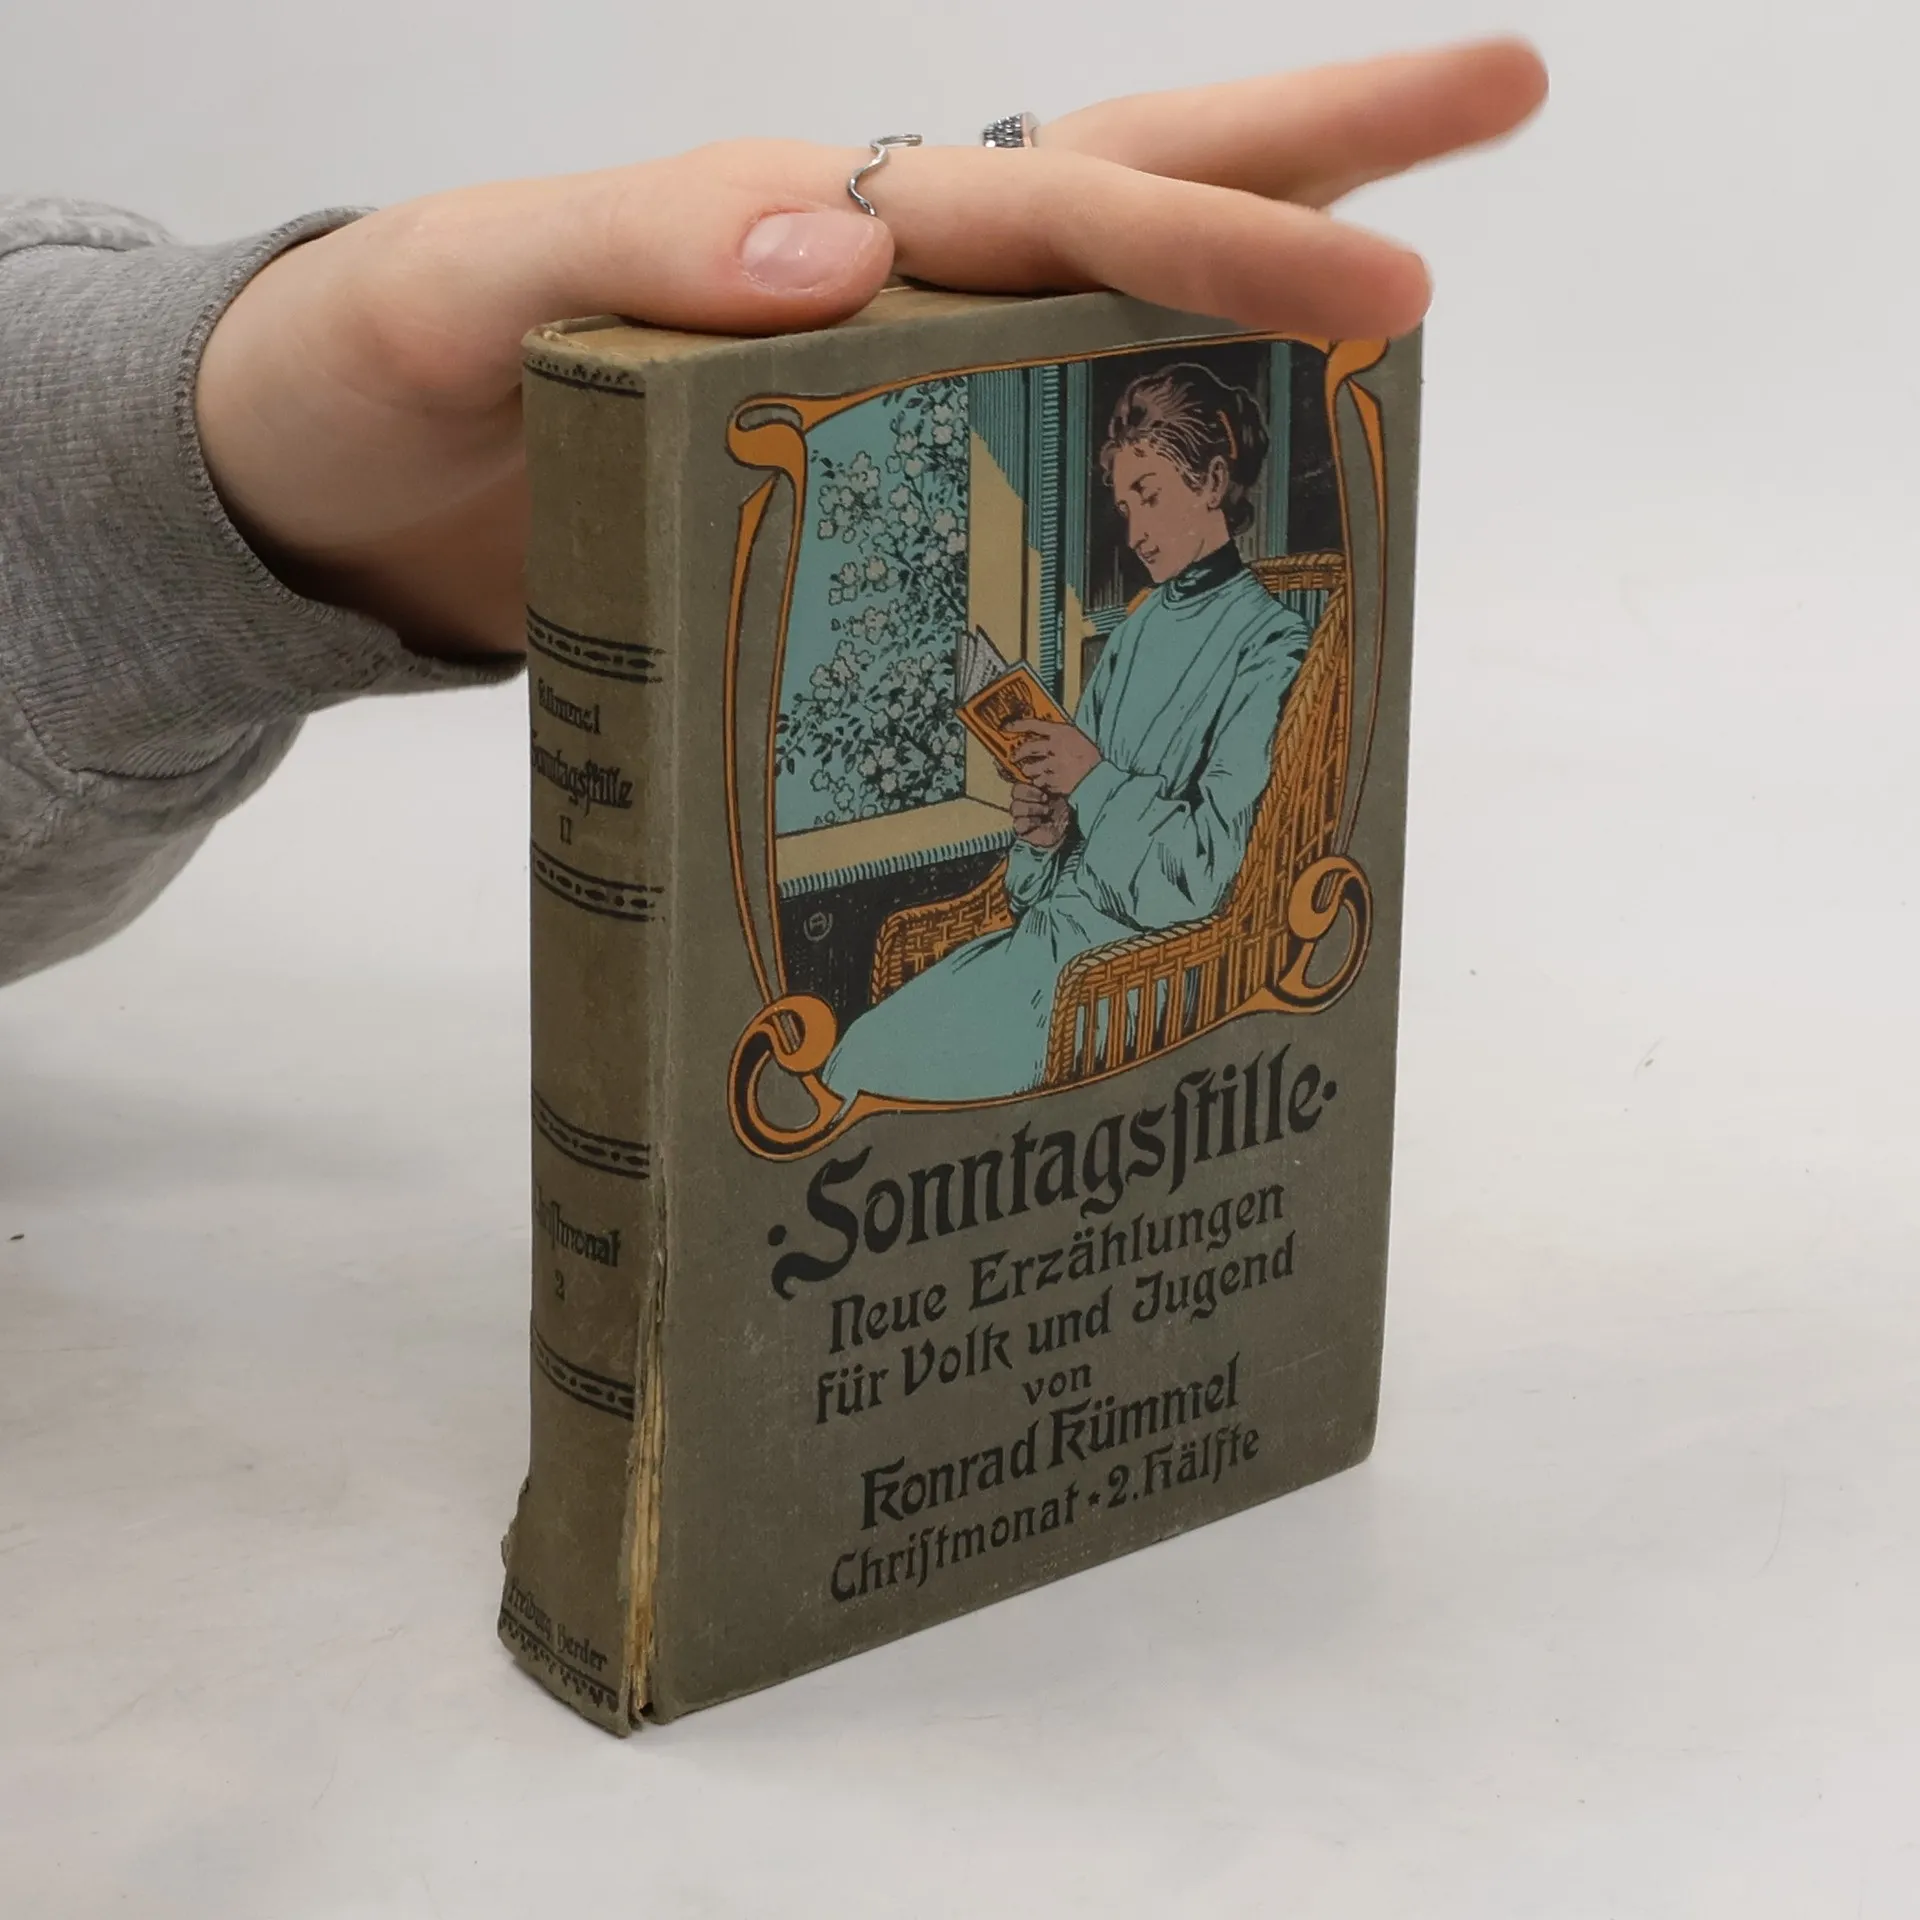 Kümmel
Sonntagsſtille
II
Chriſtmonat
2
Freiburg, Herder
·Sonntagsſtille·
Neue Erzählungen
für Volk und Jugend
von
Konrad Kümmel
Chriſtmonat ⋆ 2. Hälfte